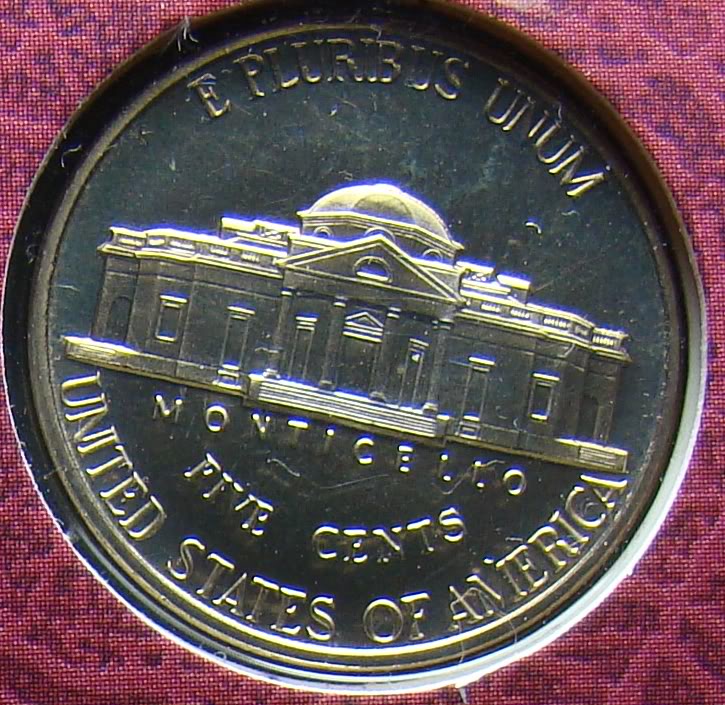 E PLURIBUS UNUM
MONTICELLO
FIVE CENTS
UNITED STATES OF AMERICA